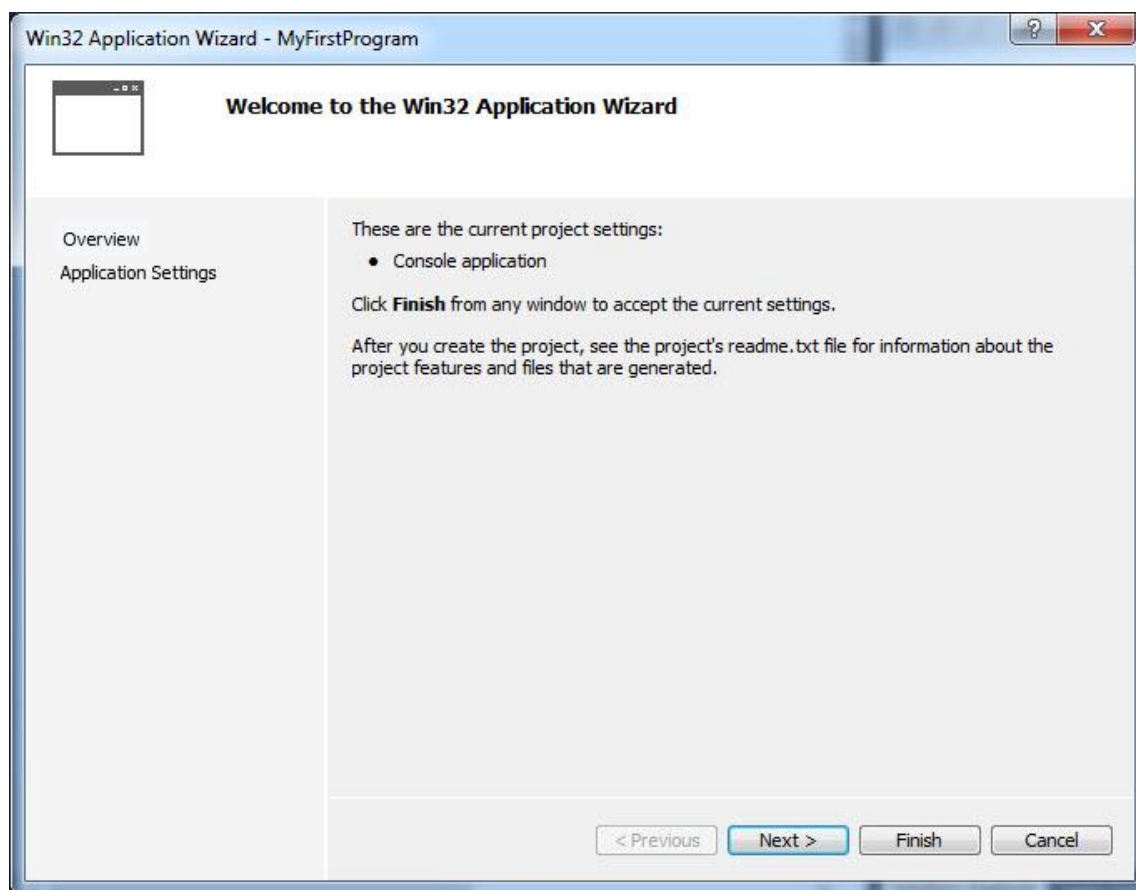 Win32 Application Wizard - MyFirstProgram
Welcome to the Win32 Application Wizard
Overview
Application Settings
These are the current project settings:
• Console application
Click Finish from any window to accept the current settings.
After you create the project, see the project's readme.txt file for information about the
project features and files that are generated.
< Previous
Next >
Finish
Cancel